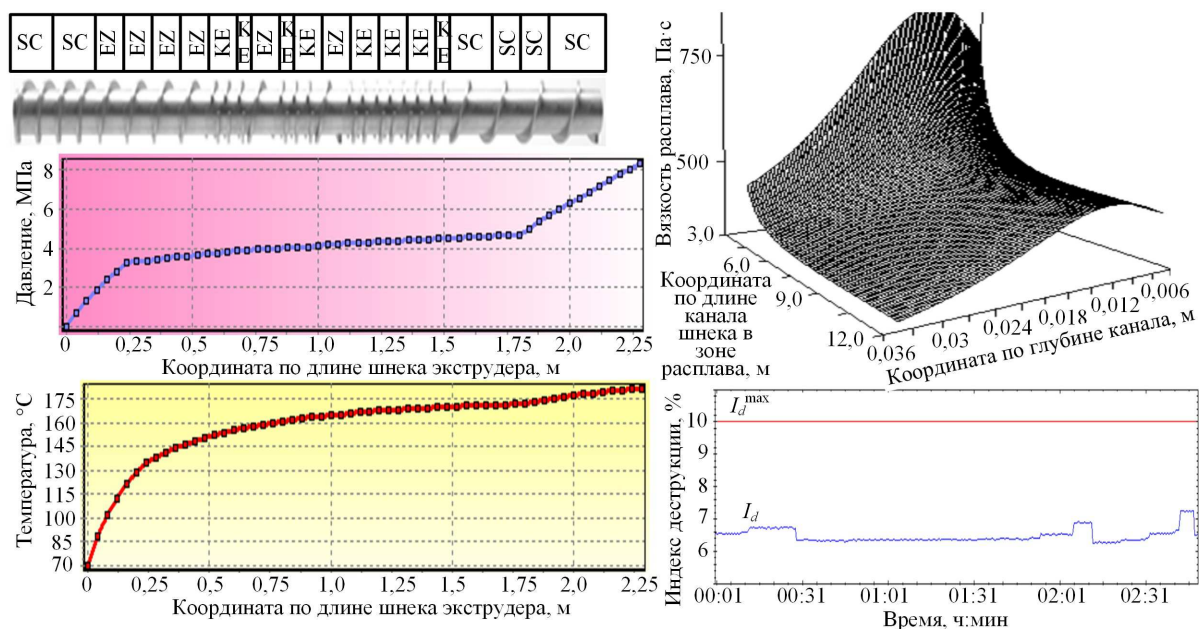 SC SC EZ EZ EZ EZ KE KE EZ KE KE EZ KE KE KE KE SC SC SC SC
Давление, МПа
8
6
4
2
0 0,25 0,5 0,75 1,0 1,25 1,5 1,75 2,0 2,25
Координата по длине шнека экструдера, м
Температура, °C
175
160
145
130
115
100
85
70
0 0,25 0,5 0,75 1,0 1,25 1,5 1,75 2,0 2,25
Координата по длине шнека экструдера, м
Вязкость расплава, Па·с
750
500
3,0
6,0
9,0
12,0
Координата
по длине
канала
шнека в
зоне
расплава, м
0,036 0,03 0,024 0,018 0,012 0,006
Координата по глубине канала, м
Индекс деструкции, %
10
9
8
7
6
I_d^max
I_d
00:01 00:31 01:01 01:31 02:01 02:31
Время, ч:мин